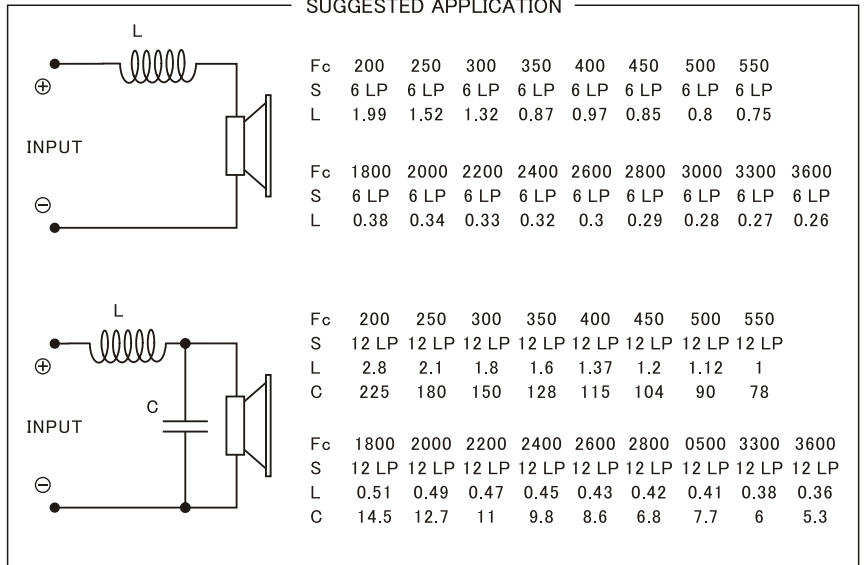 SUGGESTED APPLICATION
L
⊕
INPUT
⊖
Fc 200 250 300 350 400 450 500 550
S 6 LP 6 LP 6 LP 6 LP 6 LP 6 LP 6 LP 6 LP
L 1.99 1.52 1.32 0.87 0.97 0.85 0.8 0.75
Fc 1800 2000 2200 2400 2600 2800 3000 3300 3600
S 6 LP 6 LP 6 LP 6 LP 6 LP 6 LP 6 LP 6 LP 6 LP
L 0.38 0.34 0.33 0.32 0.3 0.29 0.28 0.27 0.26
L
⊕
C
INPUT
⊖
Fc 200 250 300 350 400 450 500 550
S 12 LP 12 LP 12 LP 12 LP 12 LP 12 LP 12 LP 12 LP
L 2.8 2.1 1.8 1.6 1.37 1.2 1.12 1
C 225 180 150 128 115 104 90 78
Fc 1800 2000 2200 2400 2600 2800 0500 3300 3600
S 12 LP 12 LP 12 LP 12 LP 12 LP 12 LP 12 LP 12 LP 12 LP
L 0.51 0.49 0.47 0.45 0.43 0.42 0.41 0.38 0.36
C 14.5 12.7 11 9.8 8.6 6.8 7.7 6 5.3